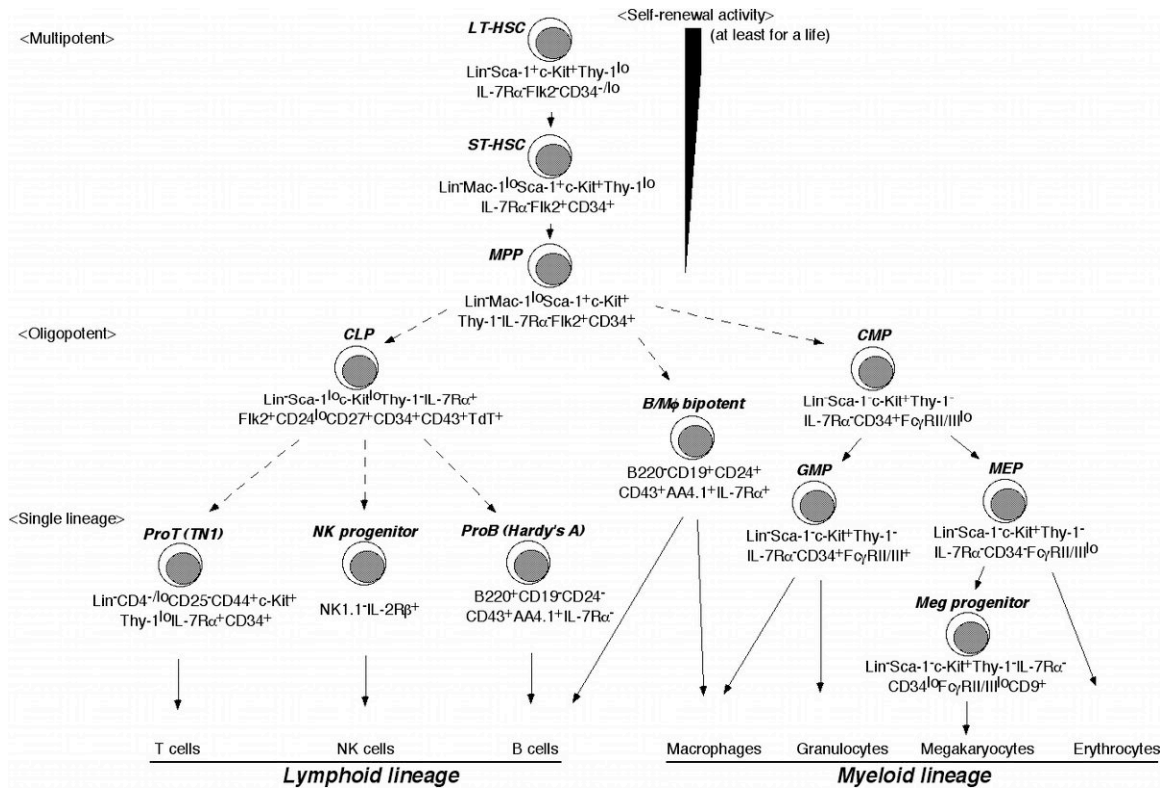 <Self-renewal activity>
(at least for a life)
<Multipotent>
LT-HSC
Lin⁻Sca-1⁺c-Kit⁺Thy-1ˡᵒ
IL-7Rα⁻Flk2⁻CD34⁻/ˡᵒ
ST-HSC
Lin⁻Mac-1ˡᵒSca-1⁺c-Kit⁺Thy-1ˡᵒ
IL-7Rα⁻Flk2⁺CD34⁺
MPP
Lin⁻Mac-1ˡᵒSca-1⁺c-Kit⁺
Thy-1⁻IL-7Rα⁻Flk2⁺CD34⁺
<Oligopotent>
CLP
Lin⁻Sca-1ˡᵒc-KitˡᵒThy-1⁻IL-7Rα⁺
Flk2⁺CD24ˡᵒCD27⁺CD34⁺CD43⁺TdT⁺
CMP
Lin⁻Sca-1⁻c-Kit⁺Thy-1⁻
IL-7Rα⁻CD34⁺FcγRII/IIIˡᵒ
B/Mϕ bipotent
B220⁻CD19⁺CD24⁺
CD43⁺AA4.1⁺IL-7Rα⁺
GMP
Lin⁻Sca-1⁻c-Kit⁺Thy-1⁻
IL-7Rα⁻CD34⁺FcγRII/III⁺
MEP
Lin⁻Sca-1⁻c-Kit⁺Thy-1⁻
IL-7Rα⁻CD34⁻FcγRII/IIIˡᵒ
<Single lineage>
ProT (TN1)
Lin⁻CD4⁻/ˡᵒCD25⁻CD44⁺c-Kit⁺
Thy-1ˡᵒIL-7Rα⁺CD34⁺
NK progenitor
NK1.1⁻IL-2Rβ⁺
ProB (Hardy's A)
B220⁺CD19⁻CD24⁻
CD43⁺AA4.1⁺IL-7Rα⁻
Meg progenitor
Lin⁻Sca-1⁻c-Kit⁺Thy-1⁻IL-7Rα⁻
CD34ˡᵒFcγRII/IIIˡᵒCD9⁺
T cells
NK cells
B cells
Macrophages
Granulocytes
Megakaryocytes
Erythrocytes
Lymphoid lineage
Myeloid lineage